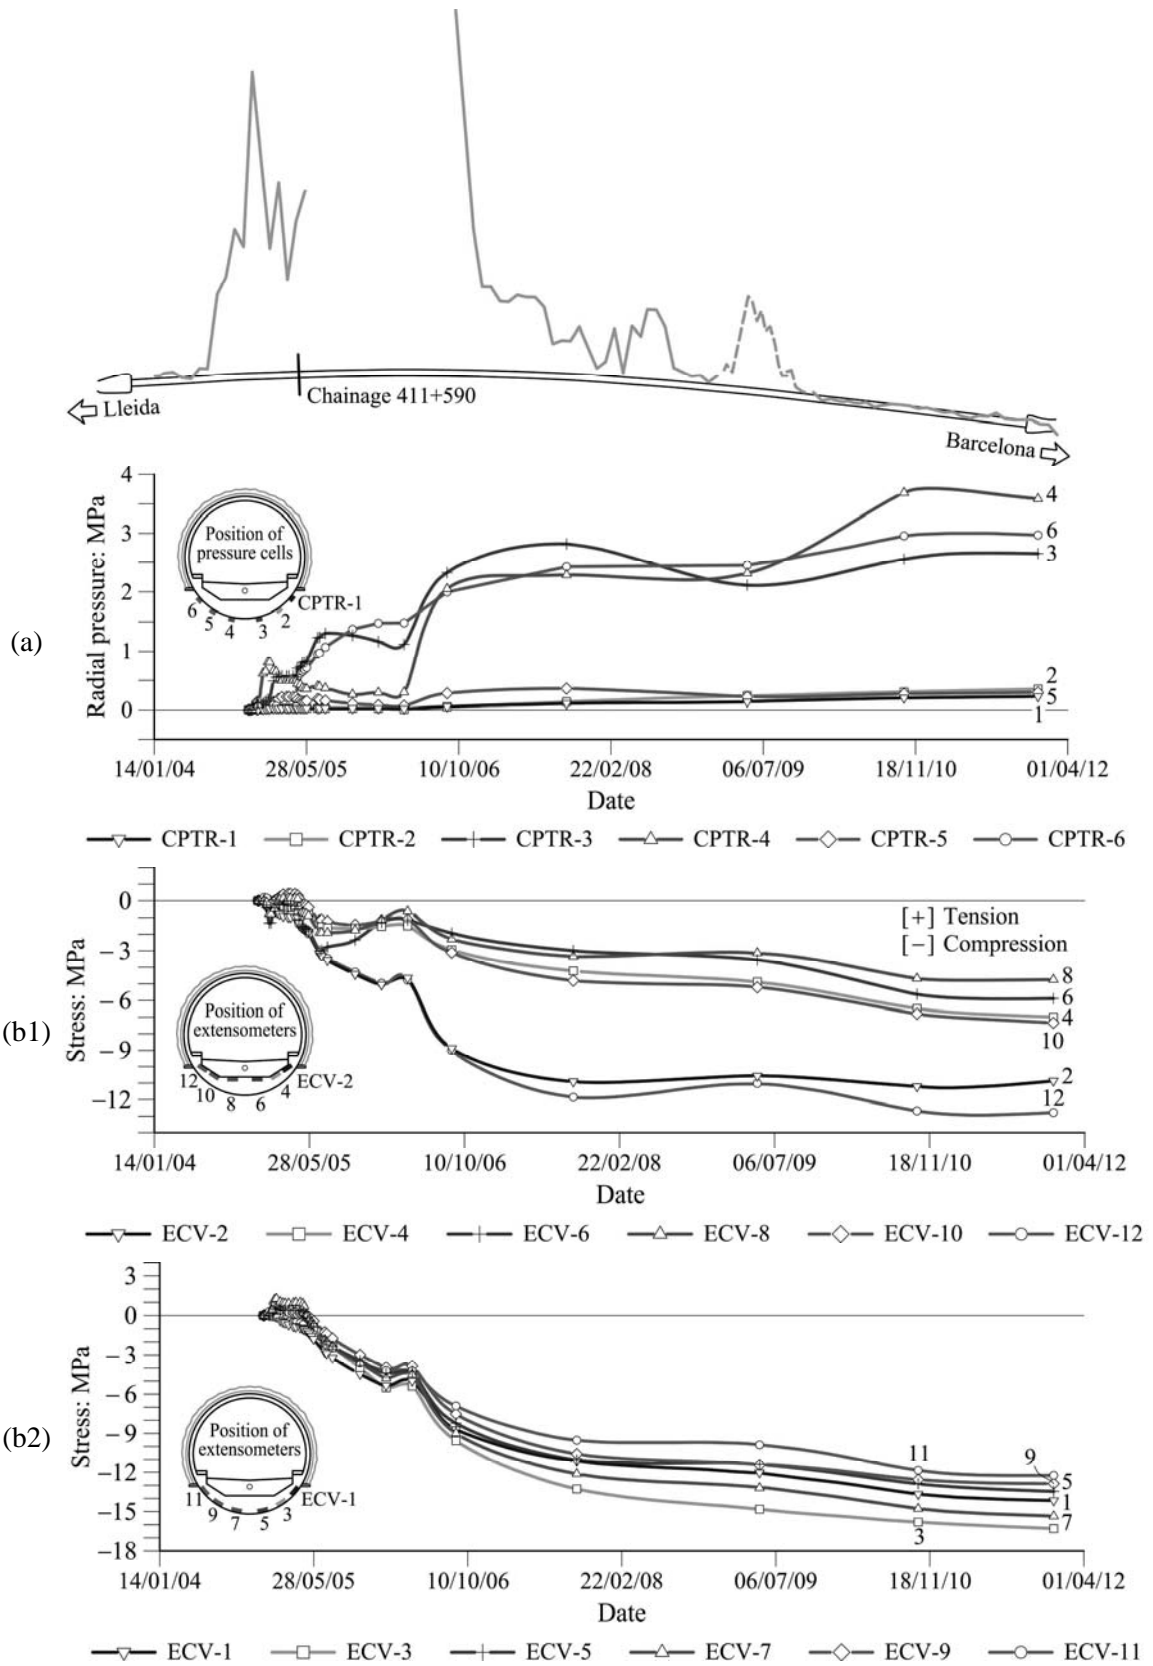 Chainage 411+590
Lleida
Barcelona
(a)
Radial pressure: MPa
4
3
2
1
0
Position of
pressure cells
CPTR-1
6
5
4
3
2
4
6
3
2
5
1
14/01/04
28/05/05
10/10/06
22/02/08
06/07/09
18/11/10
01/04/12
Date
CPTR-1
CPTR-2
CPTR-3
CPTR-4
CPTR-5
CPTR-6
(b1)
Stress: MPa
0
−3
−6
−9
−12
[+] Tension
[−] Compression
Position of
extensometers
ECV-2
12
10
8
6
4
8
6
4
10
2
12
14/01/04
28/05/05
10/10/06
22/02/08
06/07/09
18/11/10
01/04/12
Date
ECV-2
ECV-4
ECV-6
ECV-8
ECV-10
ECV-12
(b2)
Stress: MPa
3
0
−3
−6
−9
−12
−15
−18
Position of
extensometers
ECV-1
11
9
7
5
3
11
9
5
1
7
3
14/01/04
28/05/05
10/10/06
22/02/08
06/07/09
18/11/10
01/04/12
Date
ECV-1
ECV-3
ECV-5
ECV-7
ECV-9
ECV-11